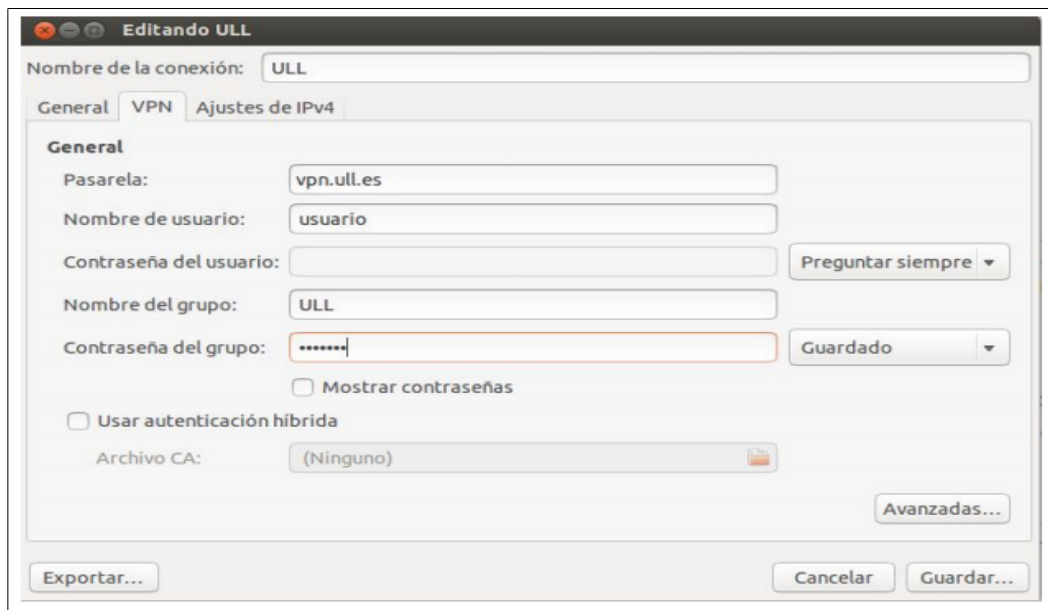 Editando ULL
Nombre de la conexión: ULL
General VPN Ajustes de IPv4
General
Pasarela: vpn.ull.es
Nombre de usuario: usuario
Contraseña del usuario: Preguntar siempre
Nombre del grupo: ULL
Contraseña del grupo: ••••••• Guardado
Mostrar contraseñas
Usar autenticación híbrida
Archivo CA: (Ninguno)
Avanzadas...
Exportar... Cancelar Guardar...